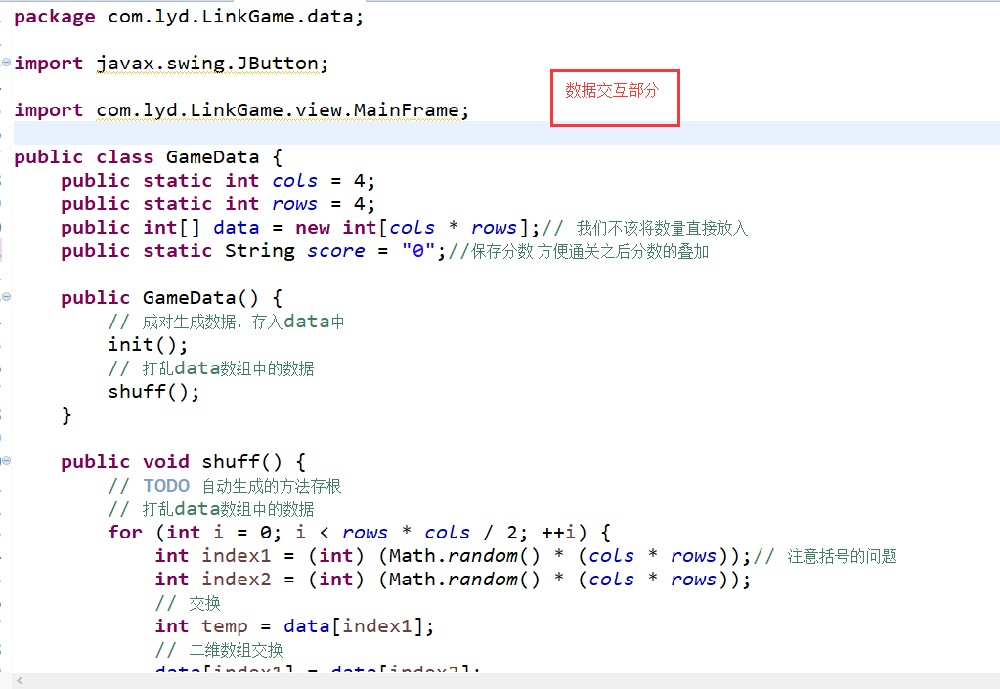 package com.lyd.LinkGame.data;
import javax.swing.JButton;
数据交互部分
import com.lyd.LinkGame.view.MainFrame;
public class GameData {
public static int cols = 4;
public static int rows = 4;
public int[] data = new int[cols * rows];// 我们不该将数量直接放入
public static String score = "0";//保存分数 方便通关之后分数的叠加
public GameData() {
// 成对生成数据，存入data中
init();
// 打乱data数组中的数据
shuff();
}
public void shuff() {
// TODO 自动生成的方法存根
// 打乱data数组中的数据
for (int i = 0; i < rows * cols / 2; ++i) {
int index1 = (int) (Math.random() * (cols * rows));// 注意括号的问题
int index2 = (int) (Math.random() * (cols * rows));
// 交换
int temp = data[index1];
// 二维数组交换
data[index1] = data[index2];